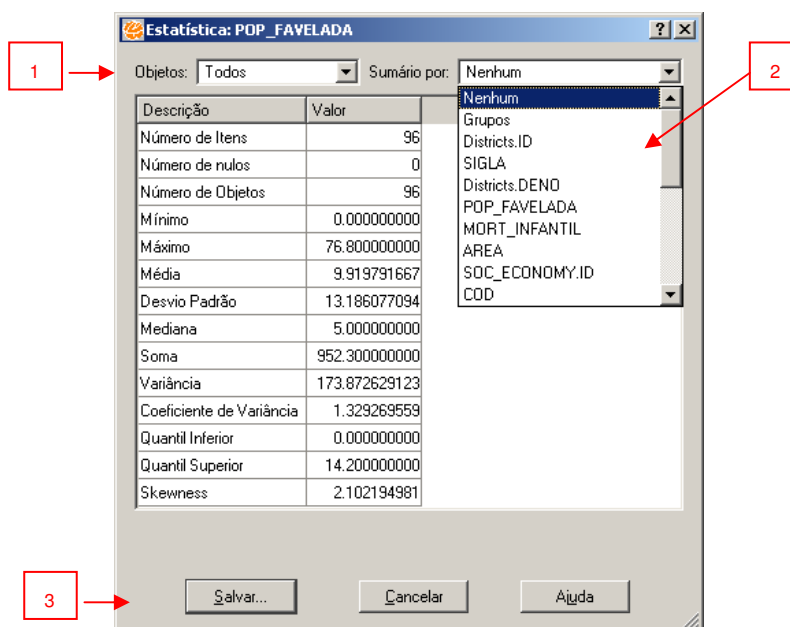 Estatística: POP_FAVELADA
1
Objetos: Todos Sumário por: Nenhum
2
Descrição Valor
Número de Itens 96
Número de nulos 0
Número de Objetos 96
Mínimo 0.000000000
Máximo 76.800000000
Média 9.919791667
Desvio Padrão 13.186077094
Mediana 5.000000000
Soma 952.300000000
Variância 173.872629123
Coeficiente de Variância 1.329269559
Quantil Inferior 0.000000000
Quantil Superior 14.200000000
Skewness 2.102194981
Nenhum
Grupos
Districts.ID
SIGLA
Districts.DENO
POP_FAVELADA
MORT_INFANTIL
AREA
SOC_ECONOMY.ID
COD
3
Salvar... Cancelar Ajuda